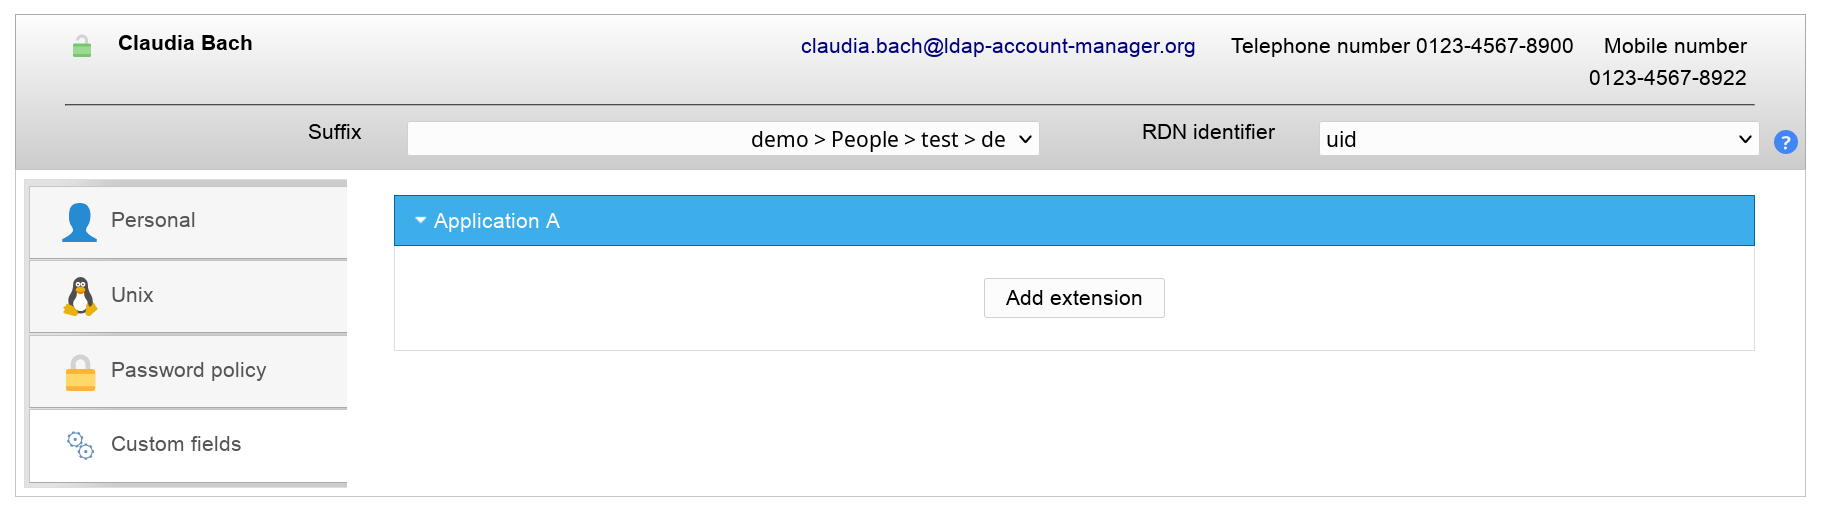 Claudia Bach
claudia.bach@ldap-account-manager.org Telephone number 0123-4567-8900 Mobile number
0123-4567-8922
Suffix demo > People > test > de RDN identifier uid ?
Personal
Unix
Password policy
Custom fields
Application A
Add extension